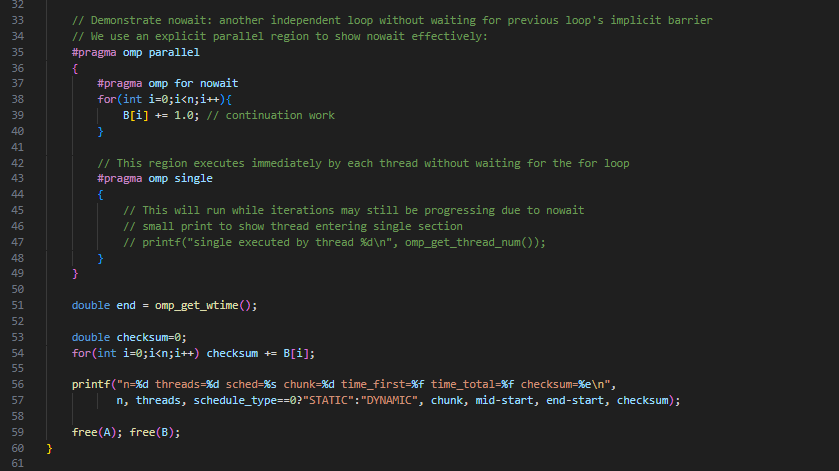 32
33 // Demonstrate nowait: another independent loop without waiting for previous loop's implicit barrier
34 // We use an explicit parallel region to show nowait effectively:
35 #pragma omp parallel
36 {
37 #pragma omp for nowait
38 for(int i=0;i<n;i++){
39 B[i] += 1.0; // continuation work
40 }
41
42 // This region executes immediately by each thread without waiting for the for loop
43 #pragma omp single
44 {
45 // This will run while iterations may still be progressing due to nowait
46 // small print to show thread entering single section
47 // printf("single executed by thread %d\n", omp_get_thread_num());
48 }
49 }
50
51 double end = omp_get_wtime();
52
53 double checksum=0;
54 for(int i=0;i<n;i++) checksum += B[i];
55
56 printf("n=%d threads=%d sched=%s chunk=%d time_first=%f time_total=%f checksum=%e\n",
57 n, threads, schedule_type==0?"STATIC":"DYNAMIC", chunk, mid-start, end-start, checksum);
58
59 free(A); free(B);
60 }
61